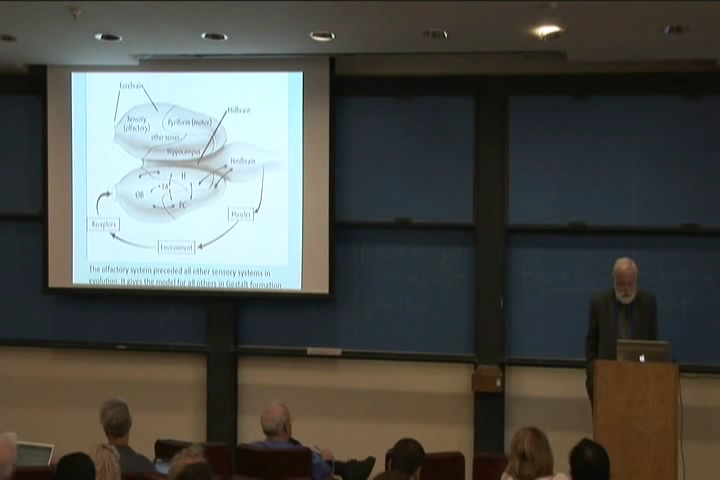 Forebrain
Midbrain
Sensory
(olfactory)
Pyriform (motor)
other senses
Hippocampus
Hindbrain
H
OB
TA
PC
Muscles
Receptors
Environment
The olfactory system preceded all other sensory systems in
evolution. It gives the model for all others in Gestalt formation.